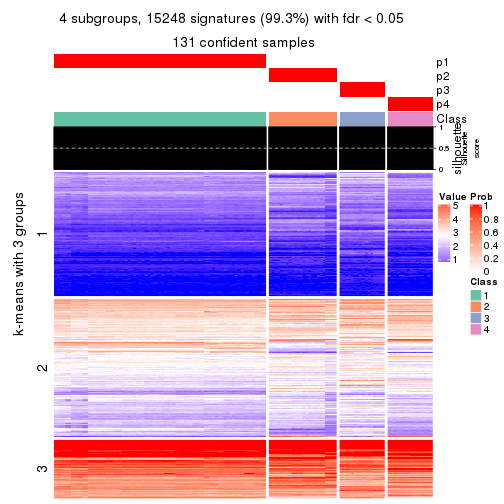 4 subgroups, 15248 signatures (99.3%) with fdr < 0.05
131 confident samples
p1
p2
p3
p4
Class
silhouette
1
0.5
0
Silhouette
score
k-means with 3 groups
1
2
3
Value
5
4
3
2
1
Prob
1
0.8
0.6
0.4
0.2
0
Class
1
2
3
4